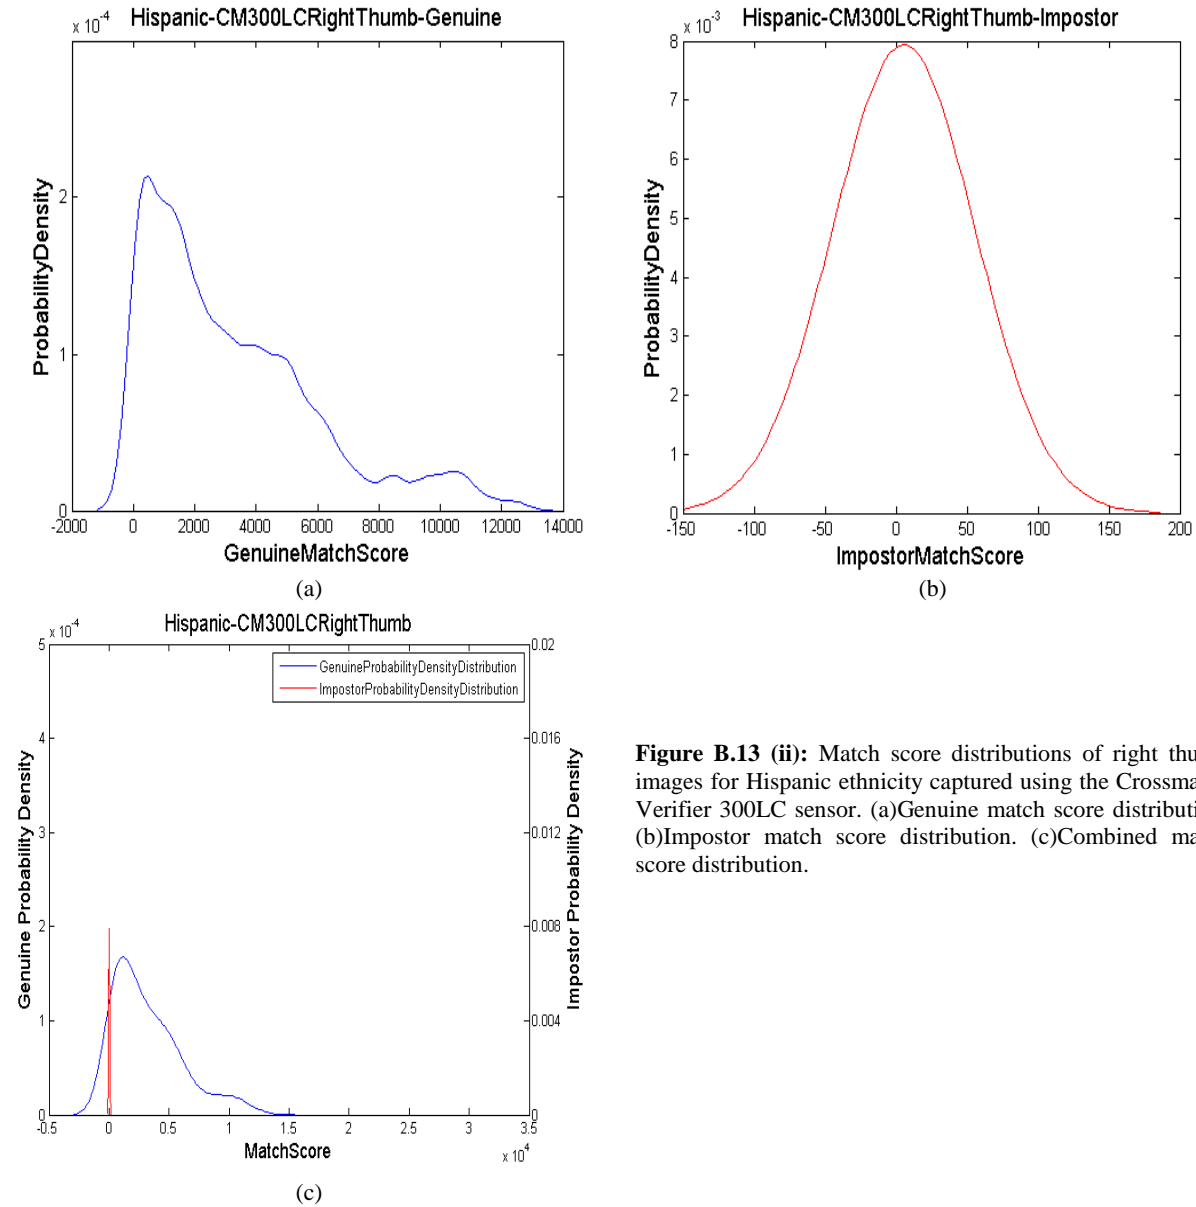 Hispanic-CM300LCRightThumb-Genuine
x 10-4
2
1
0
-2000 0 2000 4000 6000 8000 10000 12000 14000
ProbabilityDensity
GenuineMatchScore
(a)
Hispanic-CM300LCRightThumb-Impostor
8 x 10-3
7
6
5
4
3
2
1
0
-150 -100 -50 0 50 100 150 200
ProbabilityDensity
ImpostorMatchScore
(b)
Hispanic-CM300LCRightThumb
5 x 10-4
4
3
2
1
0
0.02
0.016
0.012
0.008
0.004
0
GenuineProbabilityDensityDistribution
ImpostorProbabilityDensityDistribution
Genuine Probability Density
Impostor Probability Density
-0.5 0 0.5 1 1.5 2 2.5 3 3.5
MatchScore
x 104
(c)
Figure B.13 (ii): Match score distributions of right thu
images for Hispanic ethnicity captured using the Crossma
Verifier 300LC sensor. (a)Genuine match score distributi
(b)Impostor match score distribution. (c)Combined ma
score distribution.